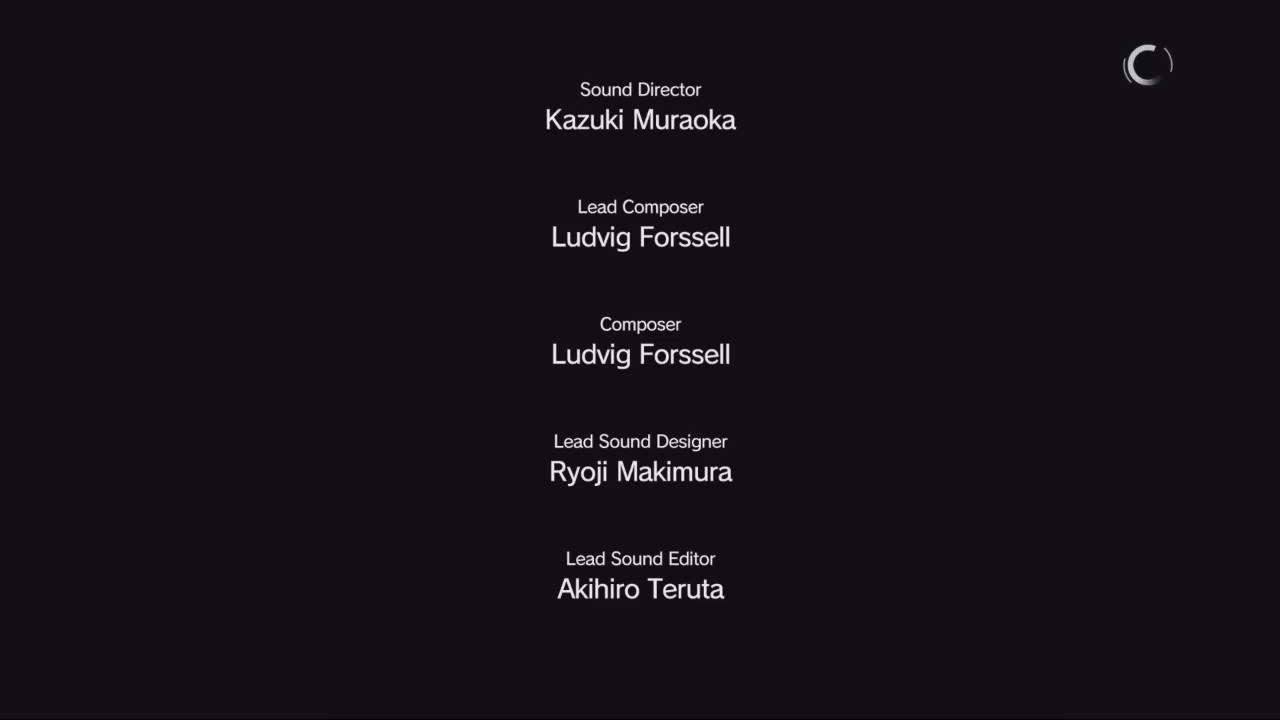 Sound Director
Kazuki Muraoka
Lead Composer
Ludvig Forssell
Composer
Ludvig Forssell
Lead Sound Designer
Ryoji Makimura
Lead Sound Editor
Akihiro Teruta